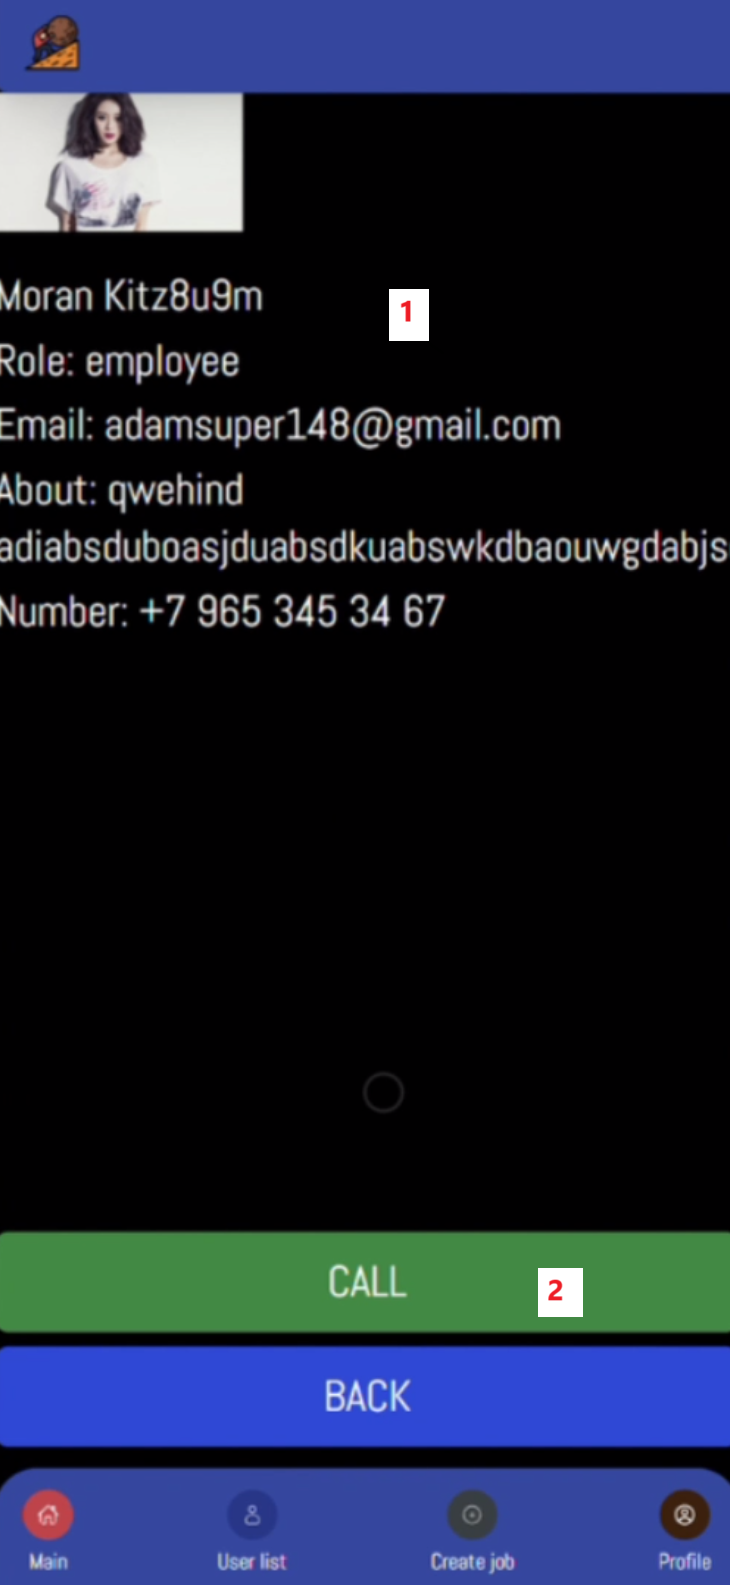 Moran Kitz8u9m
1
Role: employee
Email: adamsuper148@gmail.com
About: qwehind
adiabsduboasjduabsdkuabswkdbaouwgdabjs
Number: +7 965 345 34 67
CALL
2
BACK
Main
User list
Create job
Profile